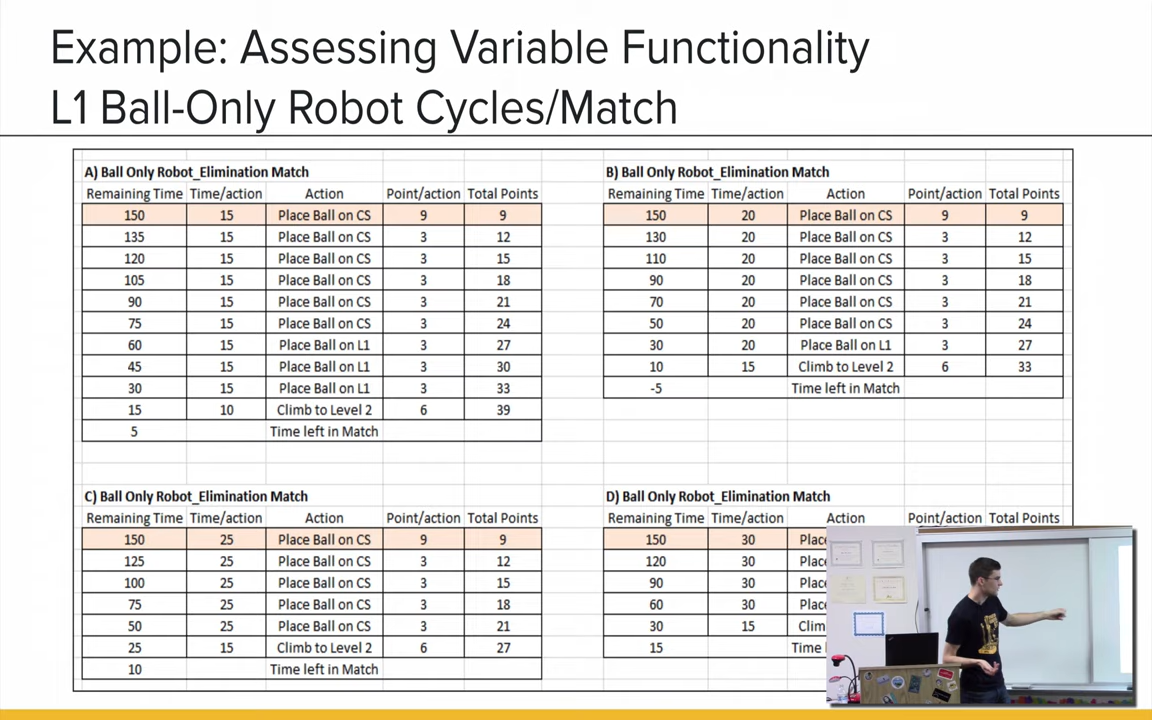 Example: Assessing Variable Functionality
L1 Ball-Only Robot Cycles/Match
A) Ball Only Robot_Elimination Match
Remaining Time Time/action Action Point/action Total Points
150 15 Place Ball on CS 9 9
135 15 Place Ball on CS 3 12
120 15 Place Ball on CS 3 15
105 15 Place Ball on CS 3 18
90 15 Place Ball on CS 3 21
75 15 Place Ball on CS 3 24
60 15 Place Ball on L1 3 27
45 15 Place Ball on L1 3 30
30 15 Place Ball on L1 3 33
15 10 Climb to Level 2 6 39
5 Time left in Match
B) Ball Only Robot_Elimination Match
Remaining Time Time/action Action Point/action Total Points
150 20 Place Ball on CS 9 9
130 20 Place Ball on CS 3 12
110 20 Place Ball on CS 3 15
90 20 Place Ball on CS 3 18
70 20 Place Ball on CS 3 21
50 20 Place Ball on CS 3 24
30 20 Place Ball on L1 3 27
10 15 Climb to Level 2 6 33
-5 Time left in Match
C) Ball Only Robot_Elimination Match
Remaining Time Time/action Action Point/action Total Points
150 25 Place Ball on CS 9 9
125 25 Place Ball on CS 3 12
100 25 Place Ball on CS 3 15
75 25 Place Ball on CS 3 18
50 25 Place Ball on CS 3 21
25 15 Climb to Level 2 6 27
10 Time left in Match
D) Ball Only Robot_Elimination Match
Remaining Time Time/action Action Point/action Total Points
150 30
120 30
90 30
60 30
30 15
15 Time